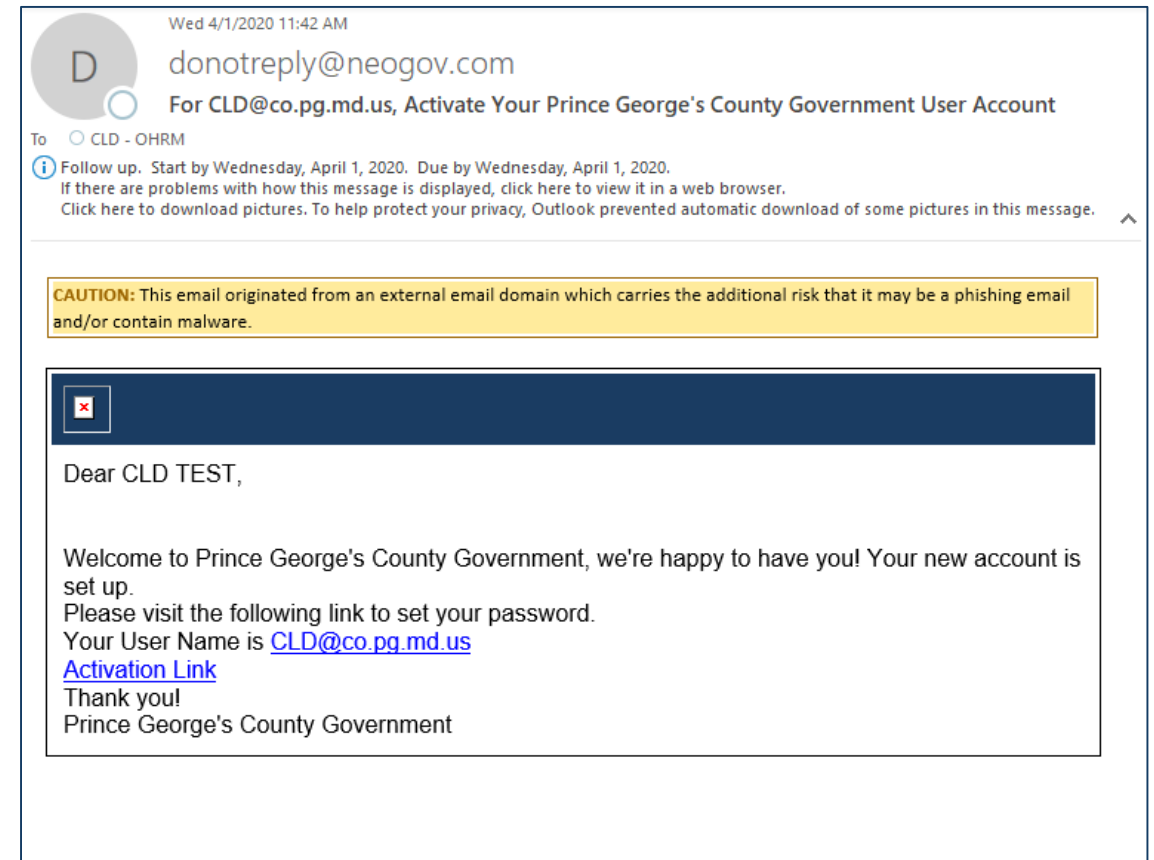 Wed 4/1/2020 11:42 AM
D
donotreply@neogov.com
For CLD@co.pg.md.us, Activate Your Prince George's County Government User Account
To CLD - OHRM
Follow up. Start by Wednesday, April 1, 2020. Due by Wednesday, April 1, 2020.
If there are problems with how this message is displayed, click here to view it in a web browser.
Click here to download pictures. To help protect your privacy, Outlook prevented automatic download of some pictures in this message.
CAUTION: This email originated from an external email domain which carries the additional risk that it may be a phishing email
and/or contain malware.
Dear CLD TEST,
Welcome to Prince George's County Government, we're happy to have you! Your new account is
set up.
Please visit the following link to set your password.
Your User Name is CLD@co.pg.md.us
Activation Link
Thank you!
Prince George's County Government